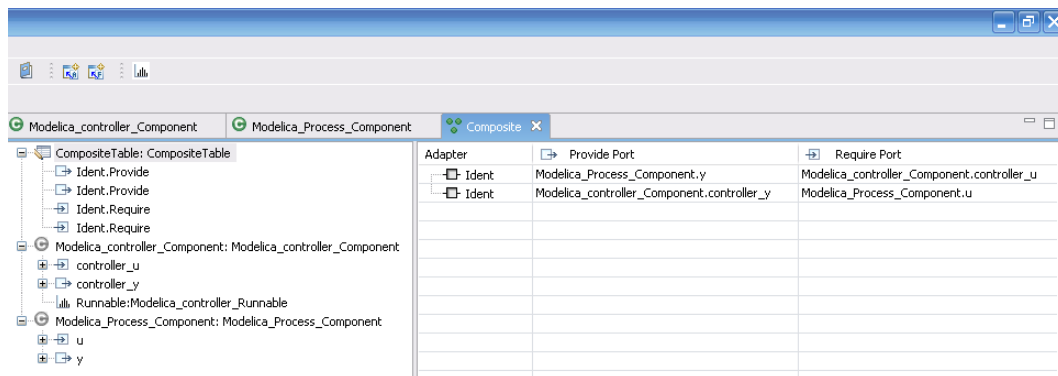 Modelica_controller_Component Modelica_Process_Component Composite
CompositeTable: CompositeTable
Ident.Provide
Ident.Provide
Ident.Require
Ident.Require
Modelica_controller_Component: Modelica_controller_Component
controller_u
controller_y
Runnable:Modelica_controller_Runnable
Modelica_Process_Component: Modelica_Process_Component
u
y
Adapter Provide Port Require Port
Ident Modelica_Process_Component.y Modelica_controller_Component.controller_u
Ident Modelica_controller_Component.controller_y Modelica_Process_Component.u